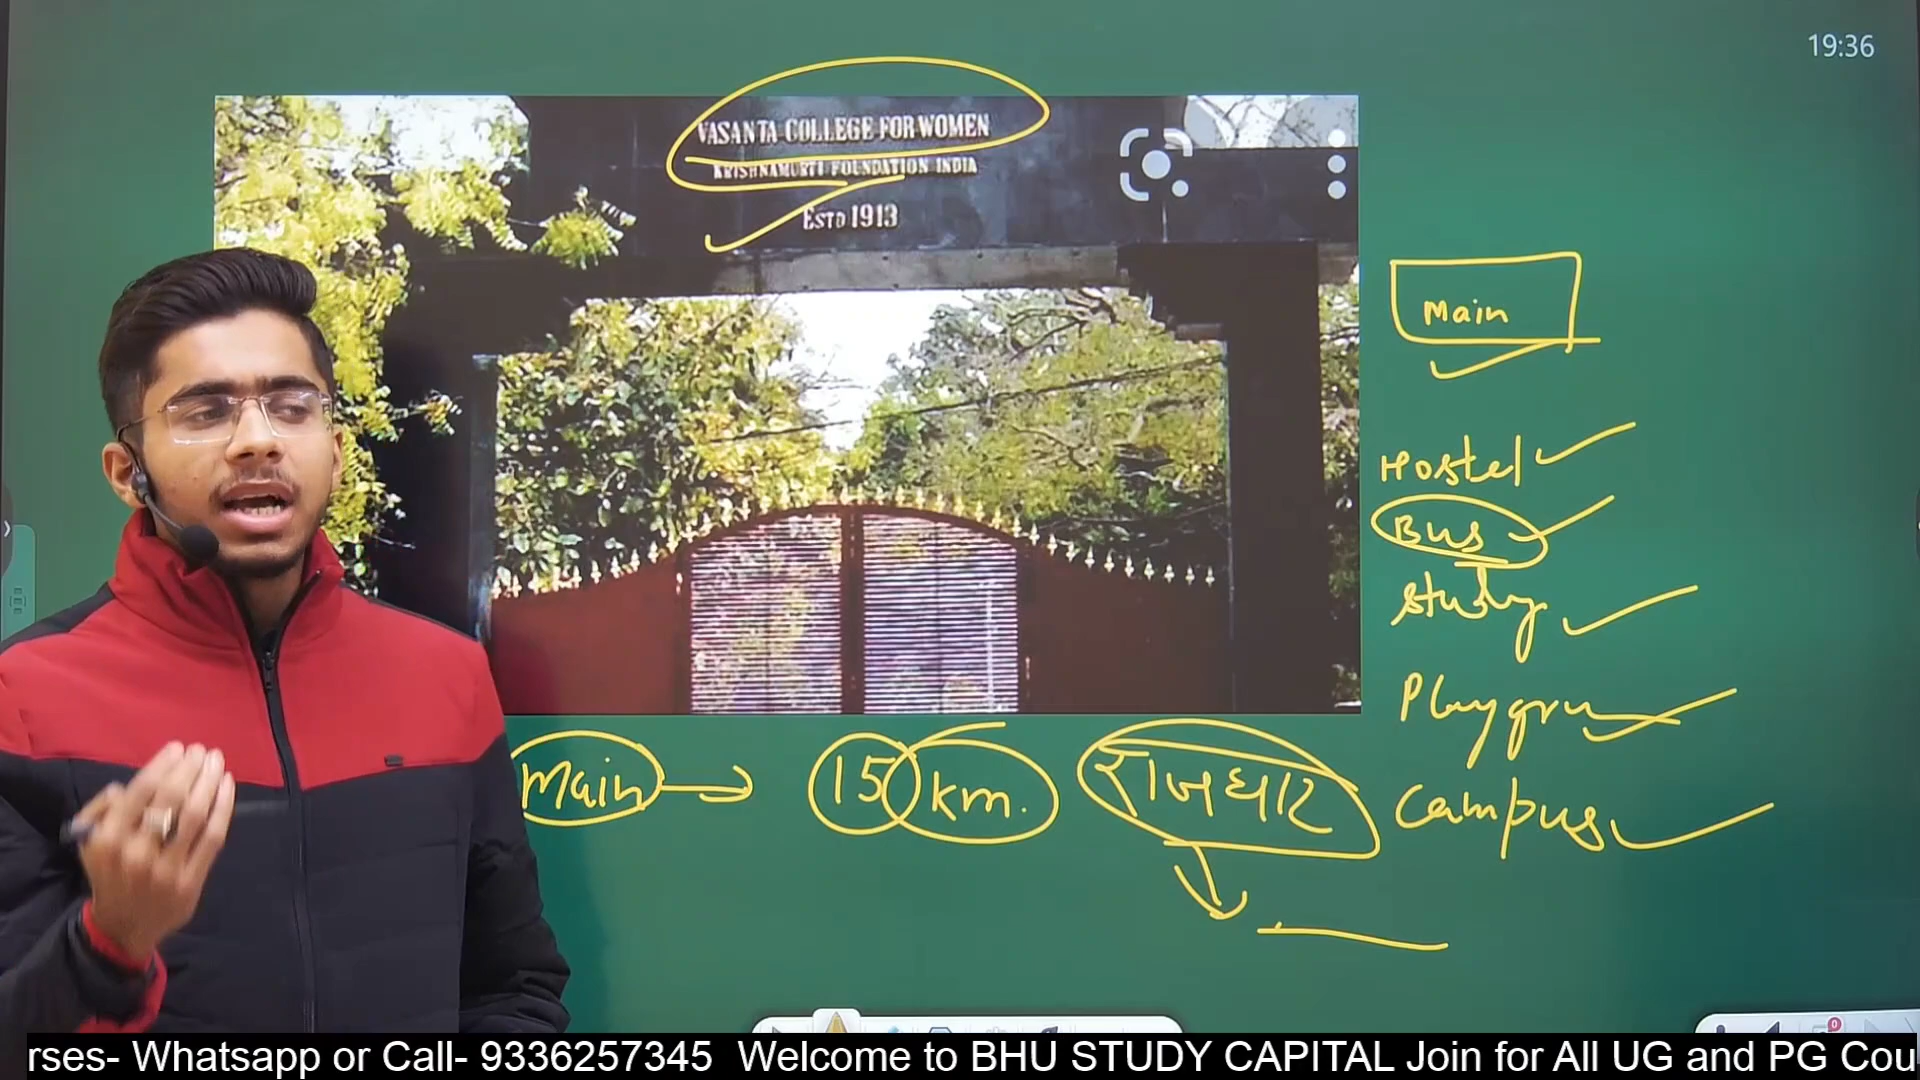 19:36
VASANTA COLLEGE FOR WOMEN
KRISHNAMURTI FOUNDATION INDIA
ESTD 1913
Main
Hostel
Bus
Study
Playgru
Campus
Main → 15 km. राजघाट
rses- Whatsapp or Call- 9336257345 Welcome to BHU STUDY CAPITAL Join for All UG and PG Cou